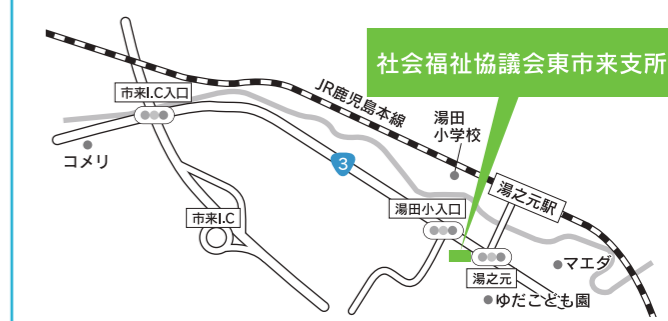 社会福祉協議会東市来支所
市来I.C入口
JR鹿児島本線
湯田
小学校
コメリ
3
湯之元駅
湯田小入口
市来I.C
マエダ
湯之元
ゆだこども園